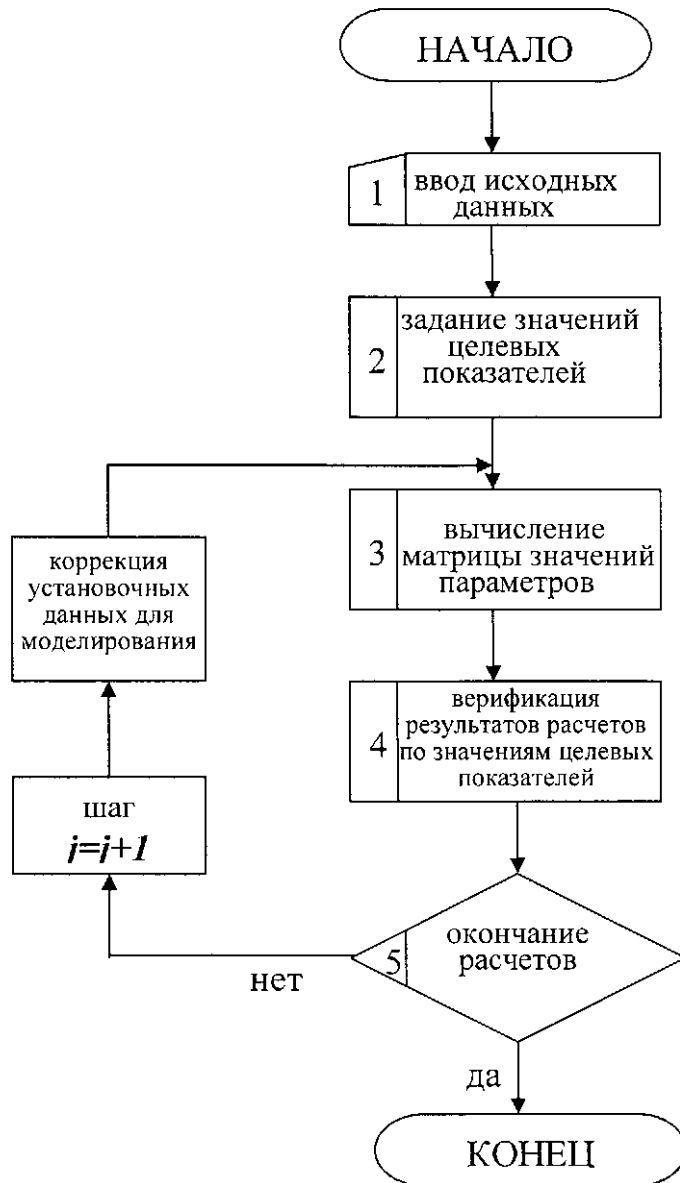 НАЧАЛО
1
ввод исходных
данных
2
задание значений
целевых
показателей
3
вычисление
матрицы значений
параметров
коррекция
установочных
данных для
моделирования
4
верификация
результатов расчетов
по значениям целевых
показателей
шаг
j=j+1
5
окончание
расчетов
нет
да
КОНЕЦ